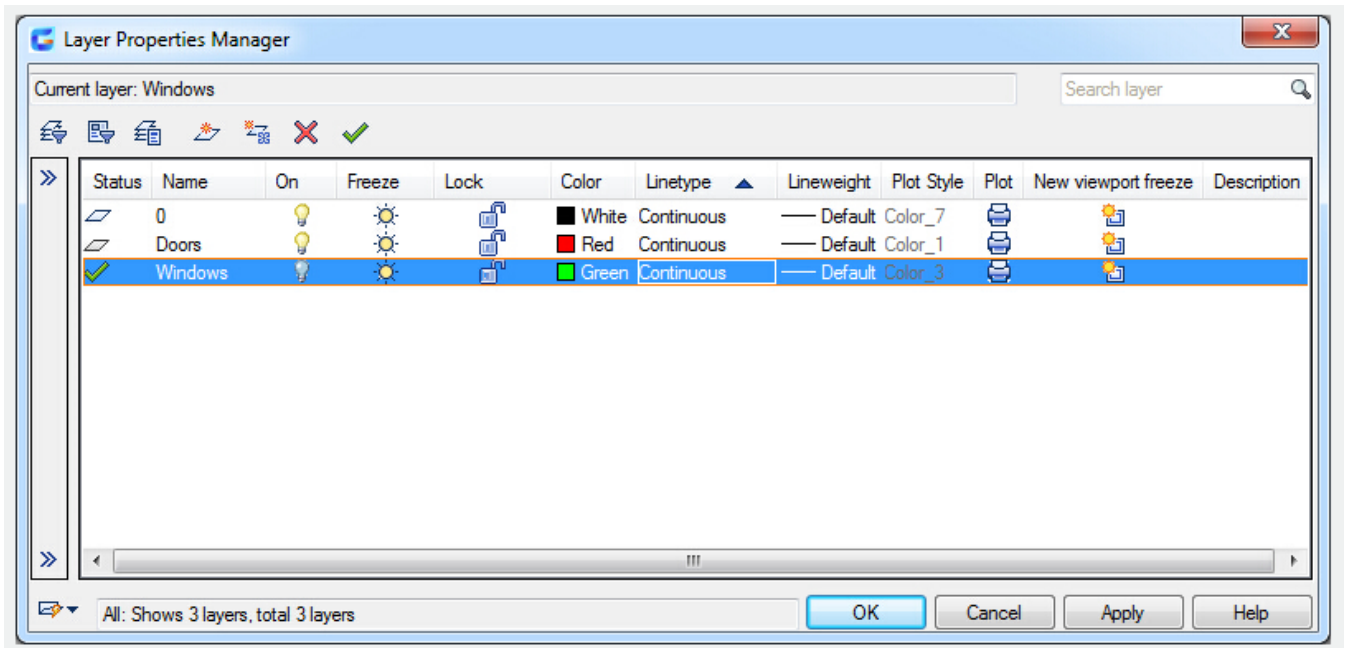 Layer Properties Manager
Current layer: Windows
Search layer
Status Name On Freeze Lock Color Linetype Lineweight Plot Style Plot New viewport freeze Description
0 White Continuous Default Color_7
Doors Red Continuous Default Color_1
Windows Green Continuous Default Color_3
All: Shows 3 layers, total 3 layers OK Cancel Apply Help